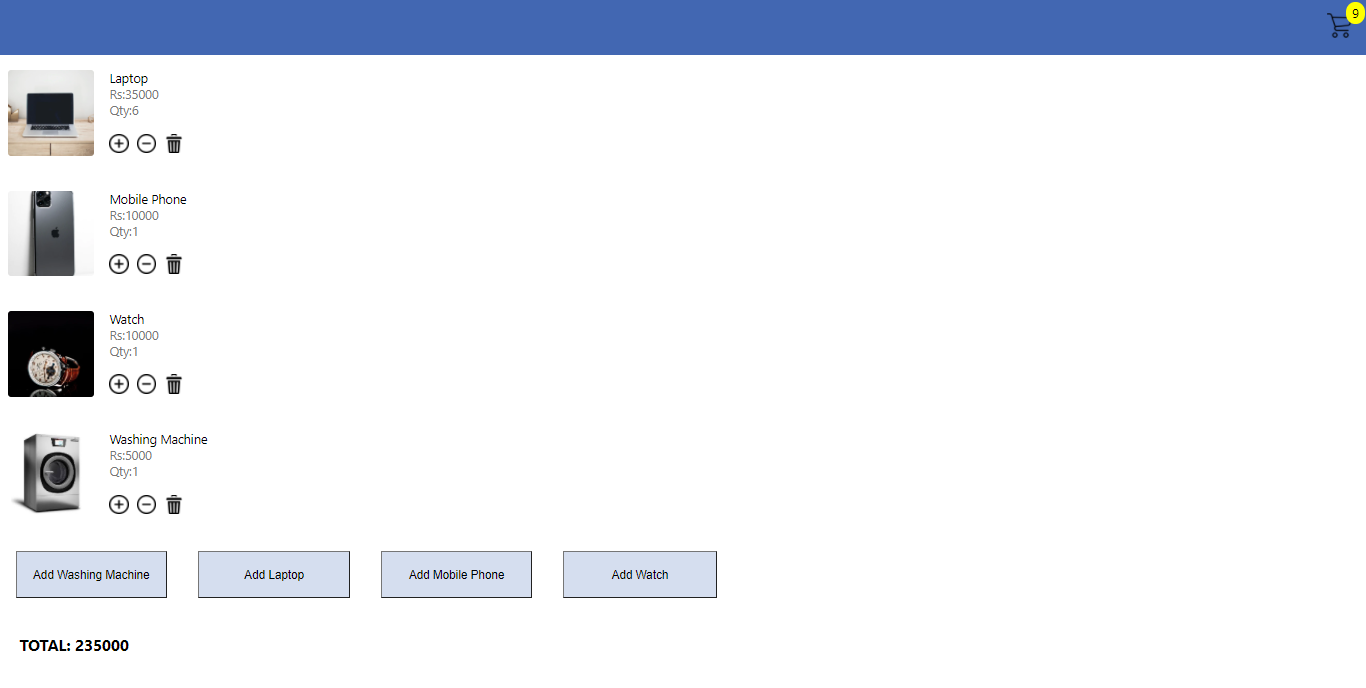 9
Laptop
Rs:35000
Qty:6
Mobile Phone
Rs:10000
Qty:1
Watch
Rs:10000
Qty:1
Washing Machine
Rs:5000
Qty:1
Add Washing Machine
Add Laptop
Add Mobile Phone
Add Watch
TOTAL: 235000